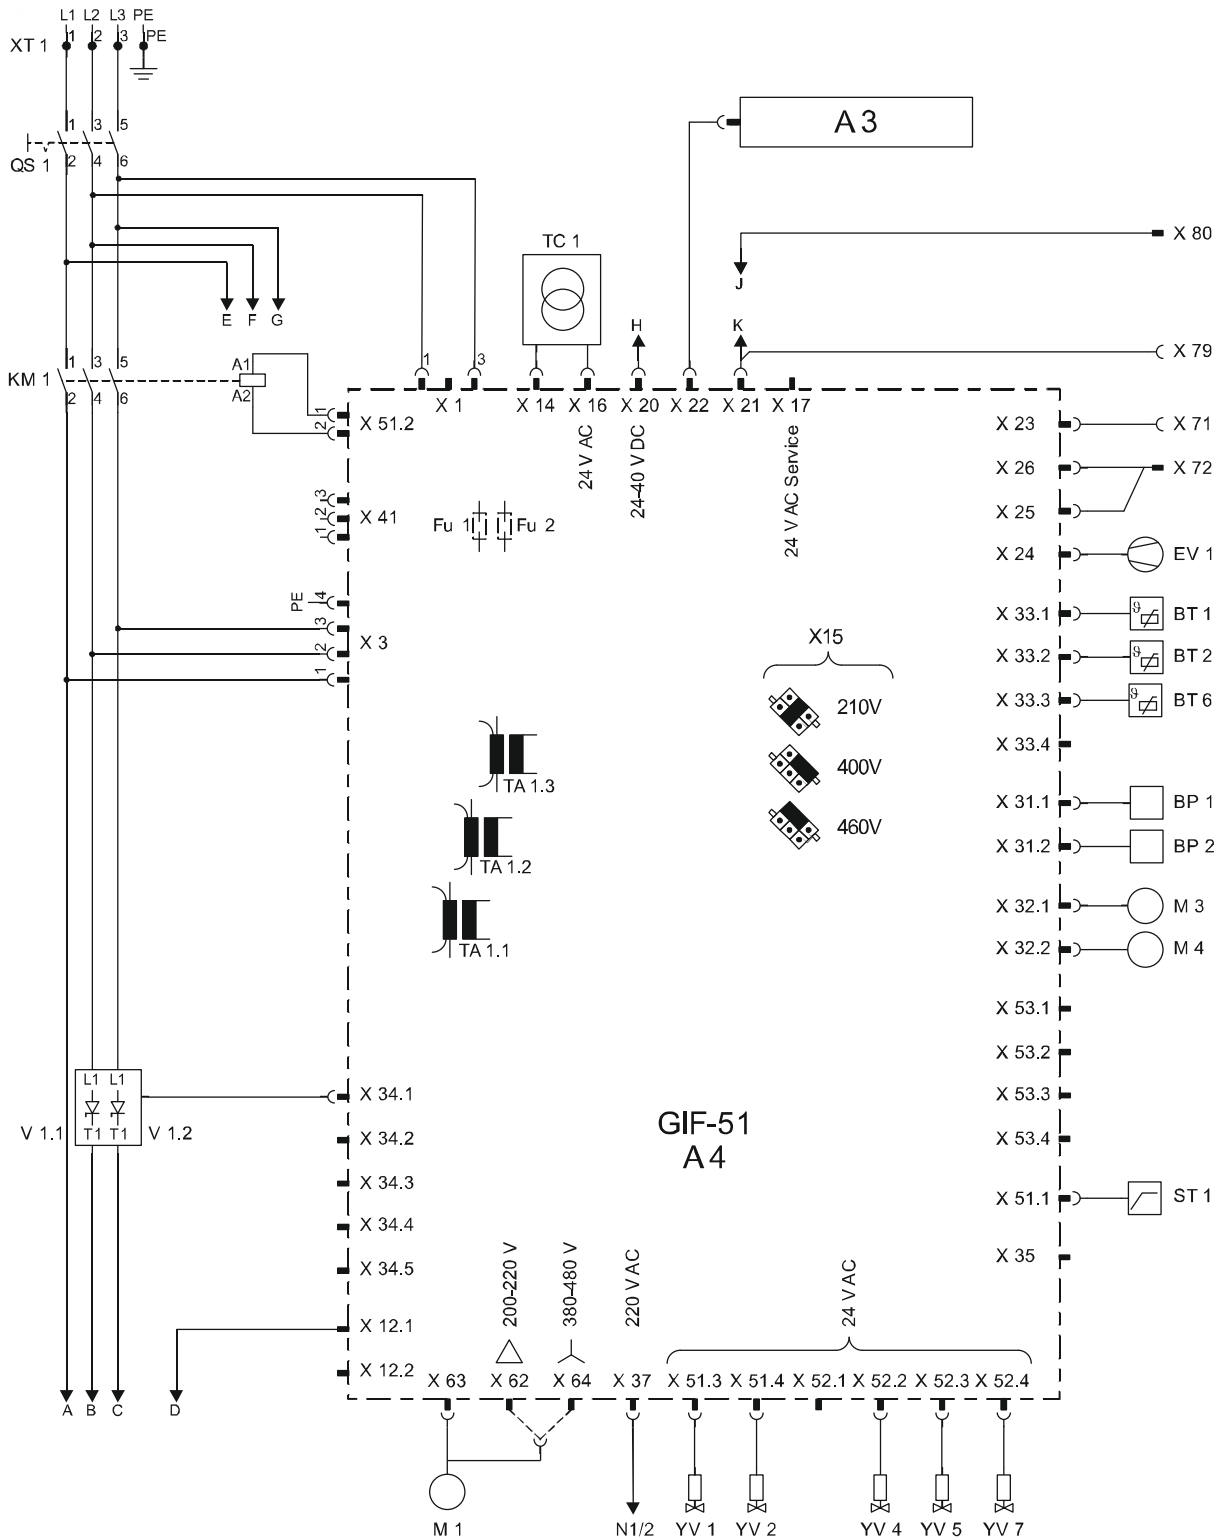 L1 L2 L3 PE
XT 1 1 2 3 PE
A 3
1 3 5
QS 1 2 4 6
X 80
TC 1
J
E F G
H K
X 79
1 3
KM 1 1 3 5 A1
2 4 6 A2
X 1 X 14 X 16 X 20 X 22 X 21 X 17
24 V AC
24-40 V DC
24 V AC Service
1 2 X 51.2
X 23 X 71
X 26 X 72
X 25
3 2 1 X 41
Fu 1 Fu 2
X 24 EV 1
PE 4 3 2 1 X 3
X 33.1 ϑ BT 1
X 33.2 ϑ BT 2
X 33.3 ϑ BT 6
X 33.4
X15
210V
400V
460V
TA 1.3
TA 1.2
TA 1.1
X 31.1 BP 1
X 31.2 BP 2
X 32.1 M 3
X 32.2 M 4
X 53.1
X 53.2
X 53.3
X 53.4
L1 L1
T1 T1
V 1.1 V 1.2
X 34.1
X 34.2
X 34.3
X 34.4
X 34.5
GIF-51
A 4
X 51.1 ST 1
X 35
X 12.1
X 12.2
200-220 V
380-480 V
220 V AC
24 V AC
X 63 X 62 X 64 X 37 X 51.3 X 51.4 X 52.1 X 52.2 X 52.3 X 52.4
A B C D
M 1 N1/2 YV 1 YV 2 YV 4 YV 5 YV 7